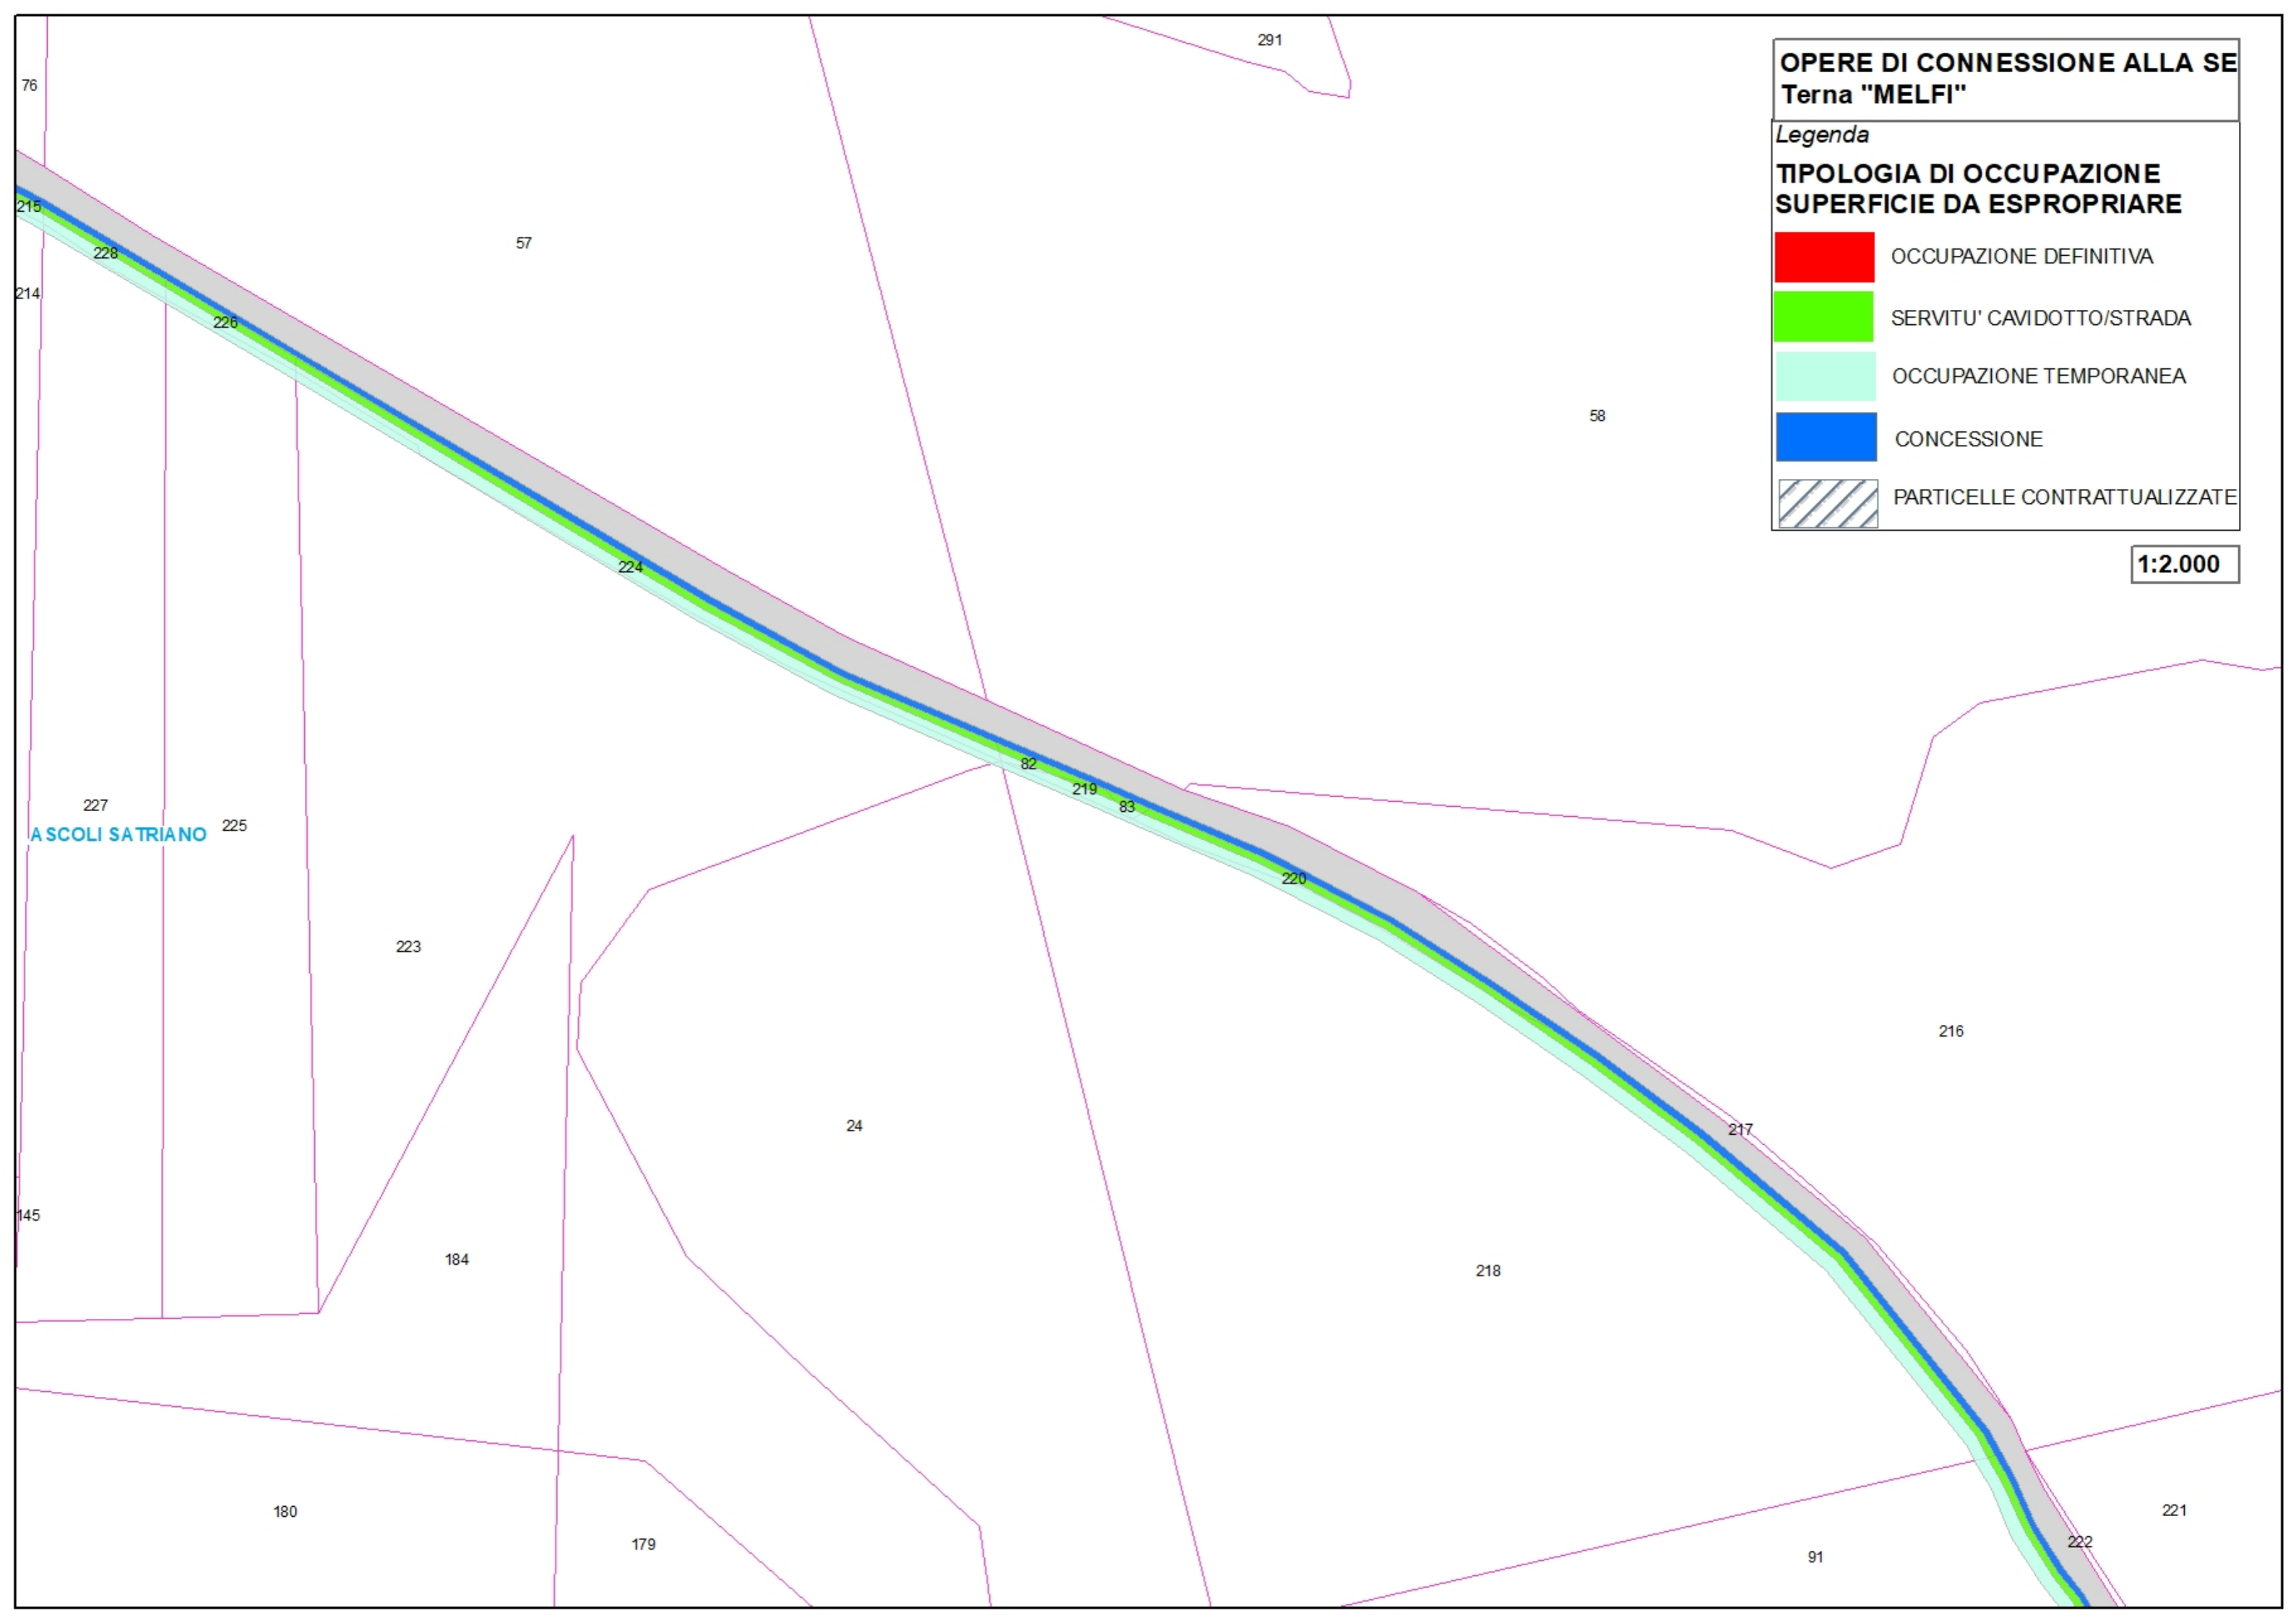 OPERE DI CONNESSIONE ALLA SE
Terna "MELFI"
Legenda
TIPOLOGIA DI OCCUPAZIONE
SUPERFICIE DA ESPROPRIARE
OCCUPAZIONE DEFINITIVA
SERVITU' CAVIDOTTO/STRADA
OCCUPAZIONE TEMPORANEA
CONCESSIONE
PARTICELLE CONTRATTUALIZZATE
1:2.000
291
76
215
57
228
214
226
58
224
82
219
83
227
ASCOLI SATRIANO
225
220
223
216
24
217
145
184
218
180
179
221
222
91